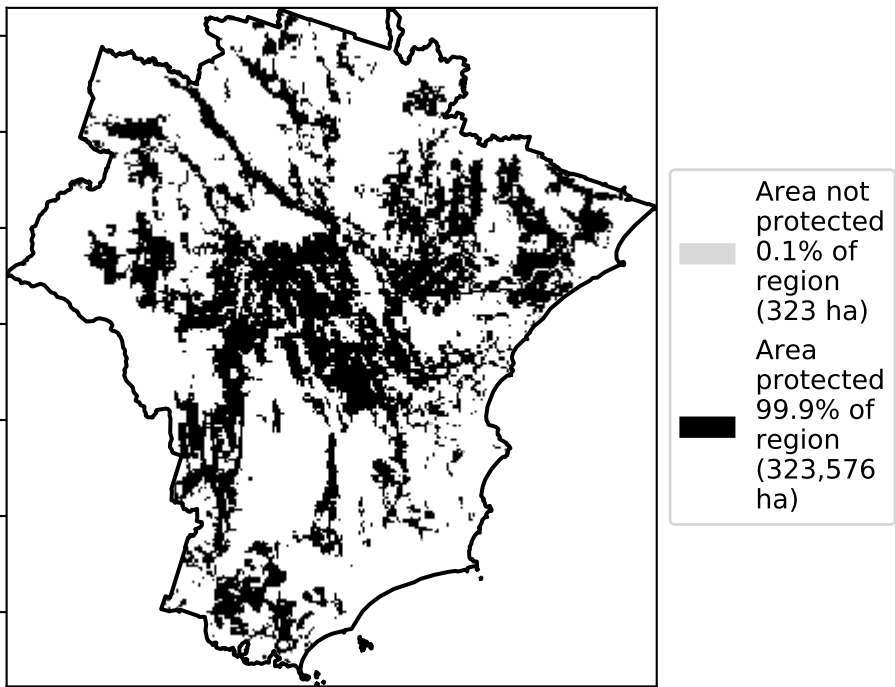 Area not
protected
0.1% of
region
(323 ha)
Area
protected
99.9% of
region
(323,576
ha)